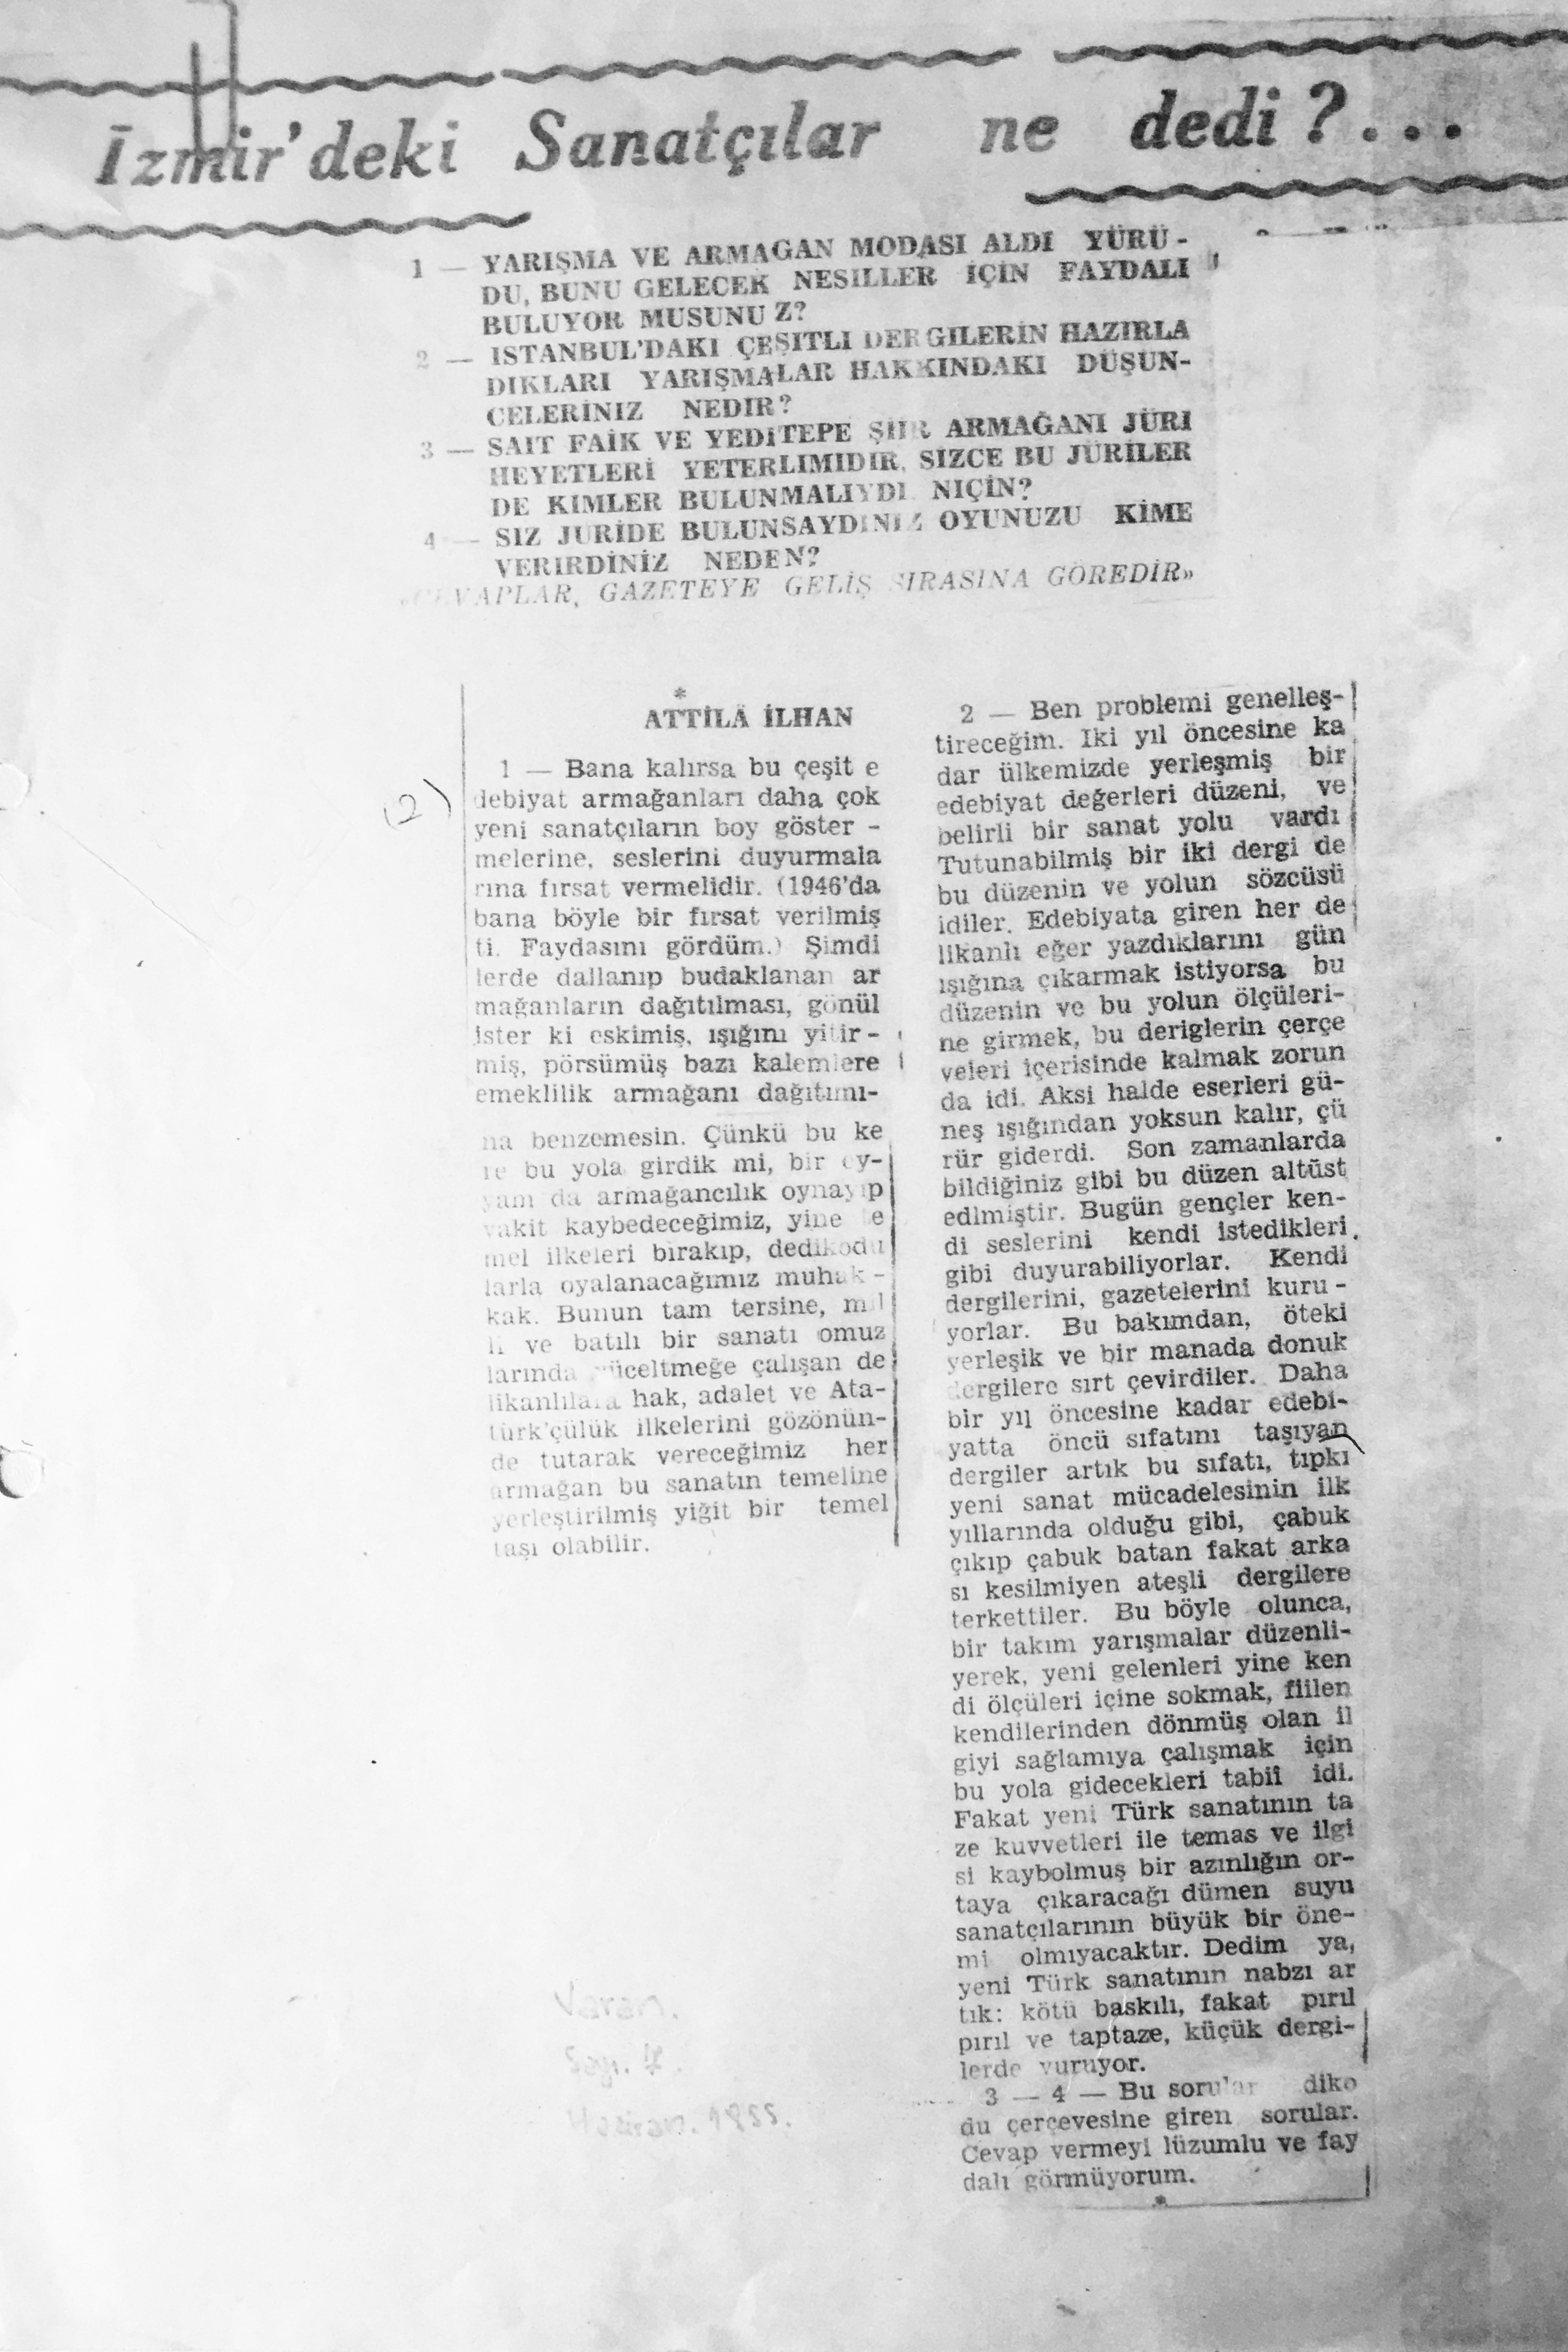 İzmir'deki Sanatçılar ne dedi?...
1 — YARIŞMA VE ARMAGAN MODASI ALDI YÜRÜ -
DU, BUNU GELECEK NESILLER İÇİN FAYDALI
BULUYOR MUSUNU Z?
2 — ISTANBUL'DAKI ÇEŞITLI DERGILERİN HAZIRLA
DIKLARI YARIŞMALAR HAKKINDAKI DÜŞUN-
ÇELERİNIZ NEDIR?
3 — SAIT FAİK VE YEDİTEPE ŞIIR ARMAĞANI JÜRI
HEYETLERİ YETERLIMIDIR, SIZCE BU JURİLER
DE KIMLER BULUNMALIYDI NIÇİN?
4 — SIZ JURİDE BULUNSAYDINIZ OYUNUZU KİME
VERIRDİNİZ NEDEN?
«CEVAPLAR, GAZETEYE GELİŞ SIRASINA GÖREDİR»
*
ATTİLÂ İLHAN
(2)
1 — Bana kalırsa bu çeşit e
debiyat armağanları daha çok
yeni sanatçıların boy göster -
melerine, seslerini duyurmala
rına fırsat vermelidir. (1946'da
bana böyle bir fırsat verilmiş
ti. Faydasını gördüm.) Şimdi
lerde dallanıp budaklanan ar
mağanların dağıtılması, gönül
ister ki eskimiş, ışığını yitir -
miş, pörsümüş bazı kalemlere
emeklilik armağanı dağıtımı-
na benzemesin. Çünkü bu ke
re bu yola girdik mi, bir ey-
yam da armağancılık oynayıp
vakit kaybedeceğimiz, yine te
mel ilkeleri bırakıp, dedikodu
larla oyalanacağımız muhak -
kak. Bunun tam tersine, mil
li ve batılı bir sanatı omuz
larında yüceltmeğe çalışan de
likanlılara hak, adalet ve Ata-
türk'çülük ilkelerini gözönün-
de tutarak vereceğimiz her
armağan bu sanatın temeline
yerleştirilmiş yiğit bir temel
taşı olabilir.
2 — Ben problemi genelleş-
tireceğim. Iki yıl öncesine ka
dar ülkemizde yerleşmiş bir
edebiyat değerleri düzeni, ve
belirli bir sanat yolu vardı
Tutunabilmiş bir iki dergi de
bu düzenin ve yolun sözcüsü
idiler. Edebiyata giren her de
likanlı eğer yazdıklarını gün
ışığına çıkarmak istiyorsa bu
düzenin ve bu yolun ölçüleri-
ne girmek, bu deriglerin çerçe
veleri içerisinde kalmak zorun
da idi. Aksi halde eserleri gü-
neş ışığından yoksun kalır, çü
rür giderdi. Son zamanlarda
bildiğiniz gibi bu düzen altüst
edlmiştir. Bugün gençler ken-
di seslerini kendi istedikleri
gibi duyurabiliyorlar. Kendi
dergilerini, gazetelerini kuru -
yorlar. Bu bakımdan, öteki
yerleşik ve bir manada donuk
dergilere sırt çevirdiler. Daha
bir yıl öncesine kadar edebi-
yatta öncü sıfatını taşıyan
dergiler artık bu sıfatı, tıpkı
yeni sanat mücadelesinin ilk
yıllarında olduğu gibi, çabuk
çıkıp çabuk batan fakat arka
sı kesilmiyen ateşli dergilere
terkettiler. Bu böyle olunca,
bir takım yarışmalar düzenli-
yerek, yeni gelenleri yine ken
di ölçüleri içine sokmak, fiilen
kendilerinden dönmüş olan il
giyi sağlamıya çalışmak için
bu yola gidecekleri tabii idi.
Fakat yeni Türk sanatının ta
ze kuvvetleri ile temas ve ilgi
si kaybolmuş bir azınlığın or-
taya çıkaracağı dümen suyu
sanatçılarının büyük bir öne-
mi olmıyacaktır. Dedim ya,
yeni Türk sanatının nabzı ar
tık: kötü baskılı, fakat pırıl
pırıl ve taptaze, küçük dergi-
lerde vuruyor.
3 — 4 — Bu sorular diko
du çerçevesine giren sorular.
Cevap vermeyi lüzumlu ve fay
dalı görmüyorum.
*
Varan.
Sayı. 4.
Haziran. 1955.